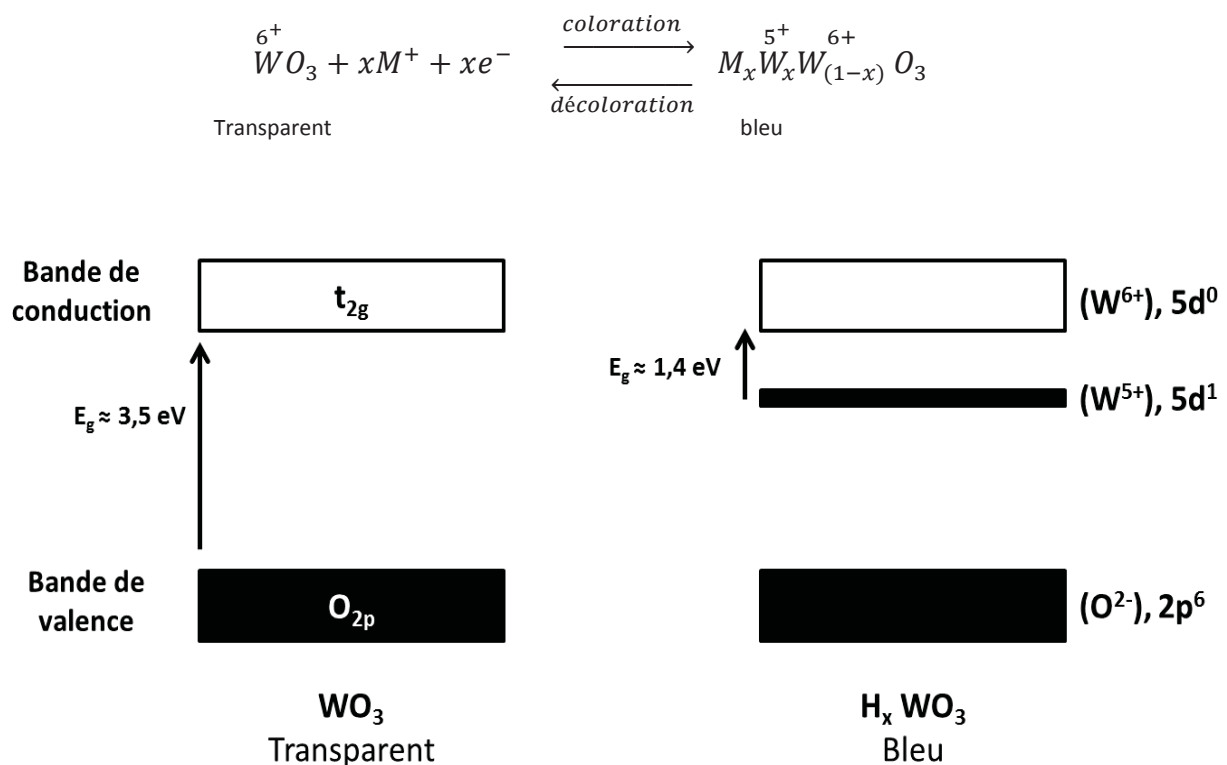 coloration
6+ 5+ 6+
WO₃ + xM⁺ + xe⁻ MₓWₓW₍₁₋ₓ₎ O₃
décoloration
Transparent bleu
Bande de conduction
t₂g
(W⁶⁺), 5d⁰
E_g ≈ 3,5 eV
E_g ≈ 1,4 eV
(W⁵⁺), 5d¹
Bande de valence
O₂p
(O²⁻), 2p⁶
WO₃
Transparent
Hₓ WO₃
Bleu